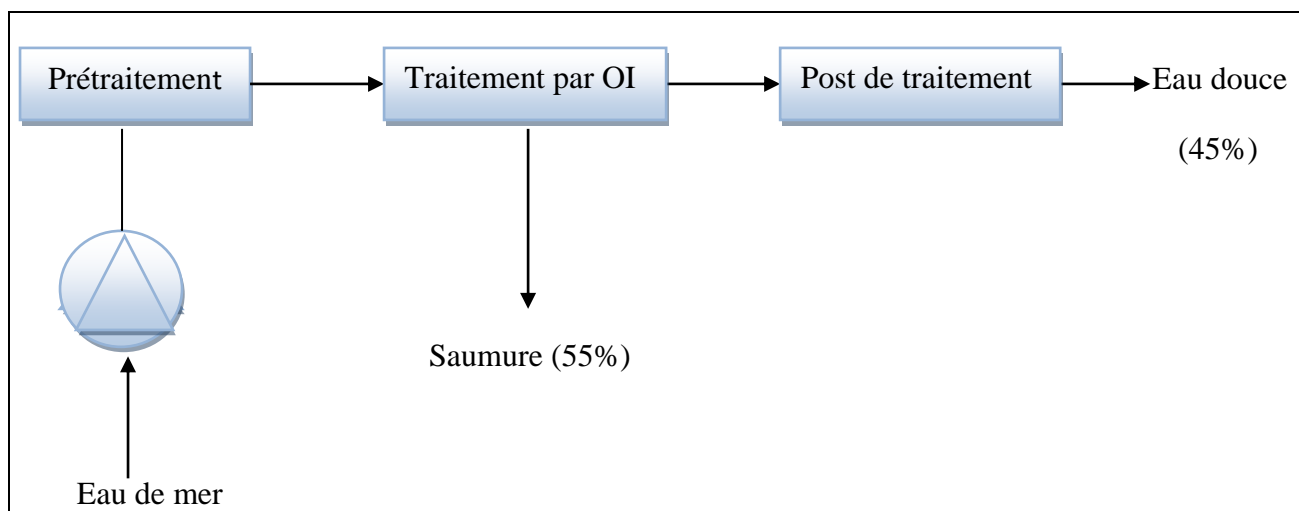 Prétraitement
Traitement par OI
Post de traitement
Eau douce
(45%)
Saumure (55%)
Eau de mer